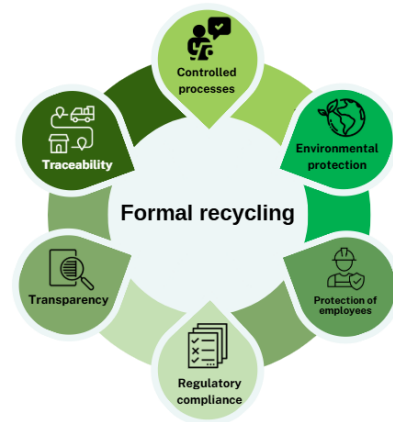 Controlled
processes
Environmental
protection
Protection of
employees
Regulatory
compliance
Transparency
Traceability
Formal recycling